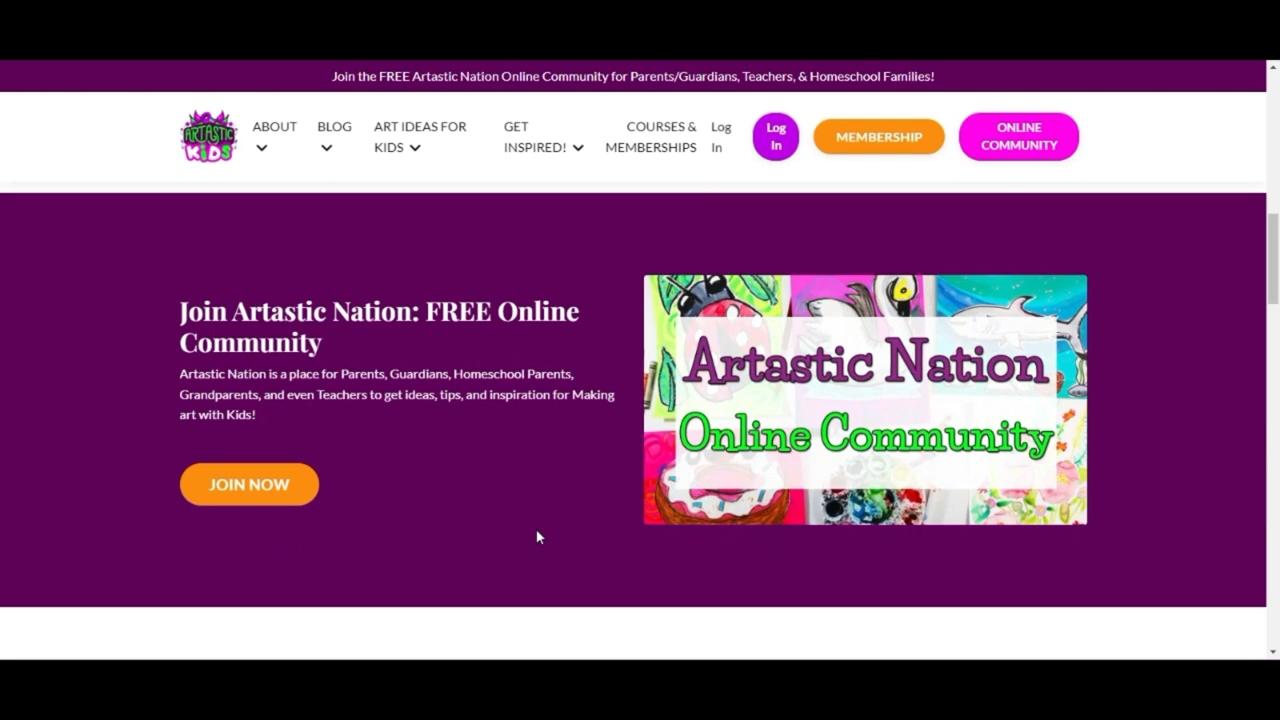 Join the FREE Artastic Nation Online Community for Parents/Guardians, Teachers, & Homeschool Families!
ARTASTIC
KiDS
ABOUT
BLOG
ART IDEAS FOR
KIDS
GET
INSPIRED!
COURSES &
MEMBERSHIPS
Log
In
Log
In
MEMBERSHIP
ONLINE
COMMUNITY
Join Artastic Nation: FREE Online
Community
Artastic Nation is a place for Parents, Guardians, Homeschool Parents,
Grandparents, and even Teachers to get ideas, tips, and inspiration for Making
art with Kids!
JOIN NOW
Artastic Nation
Online Community